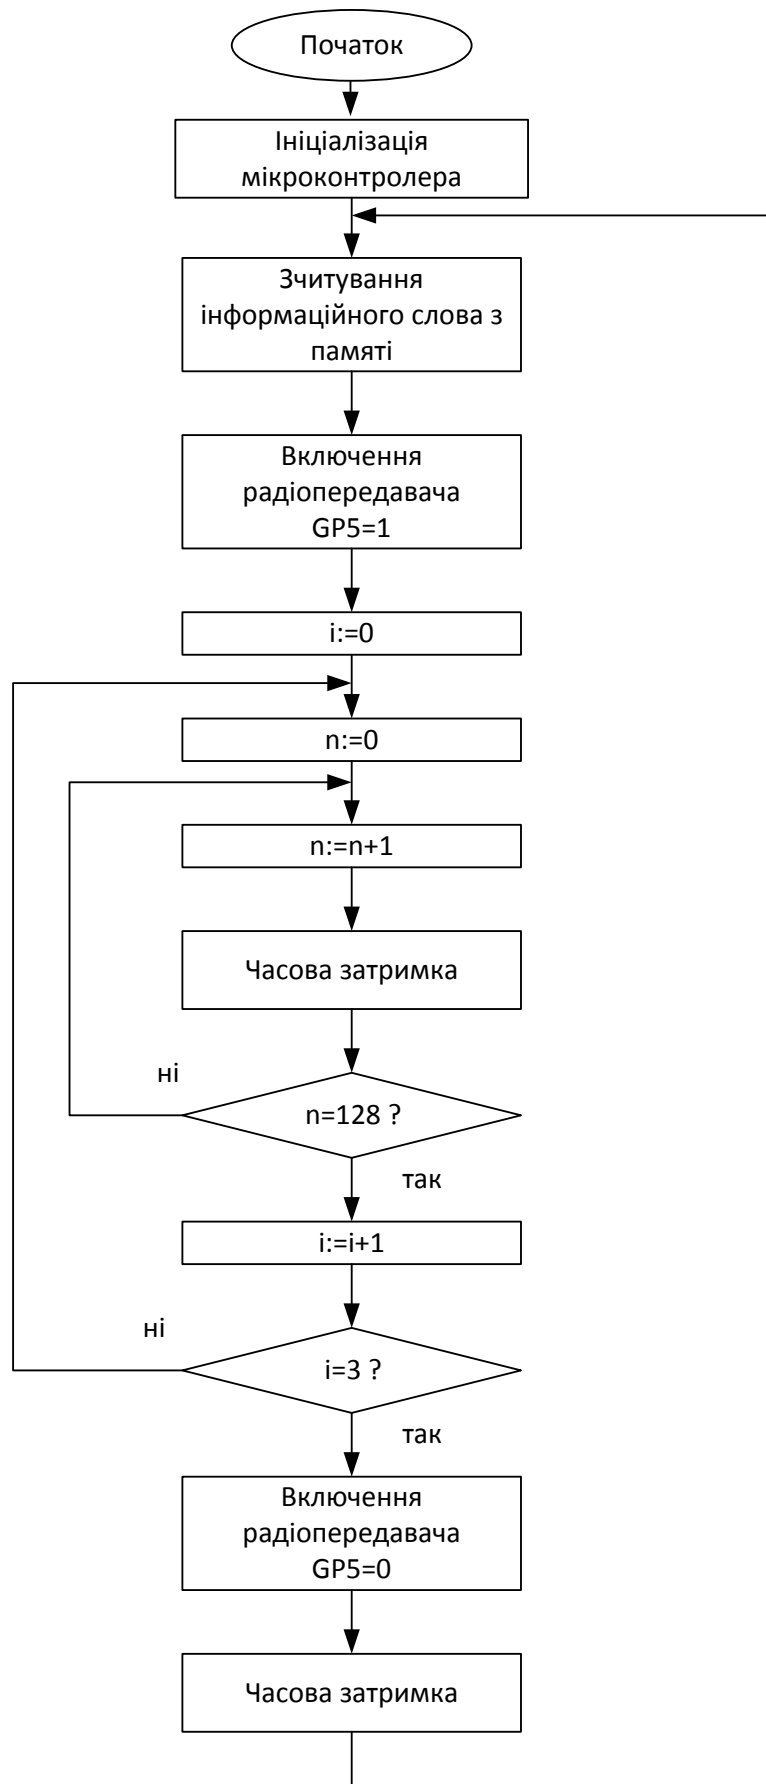 Початок
Ініціалізація
мікроконтролера
Зчитування
інформаційного слова з
памяті
Включення
радіопередавача
GP5=1
i:=0
n:=0
n:=n+1
Часова затримка
ні
n=128 ?
так
i:=i+1
ні
i=3 ?
так
Включення
радіопередавача
GP5=0
Часова затримка